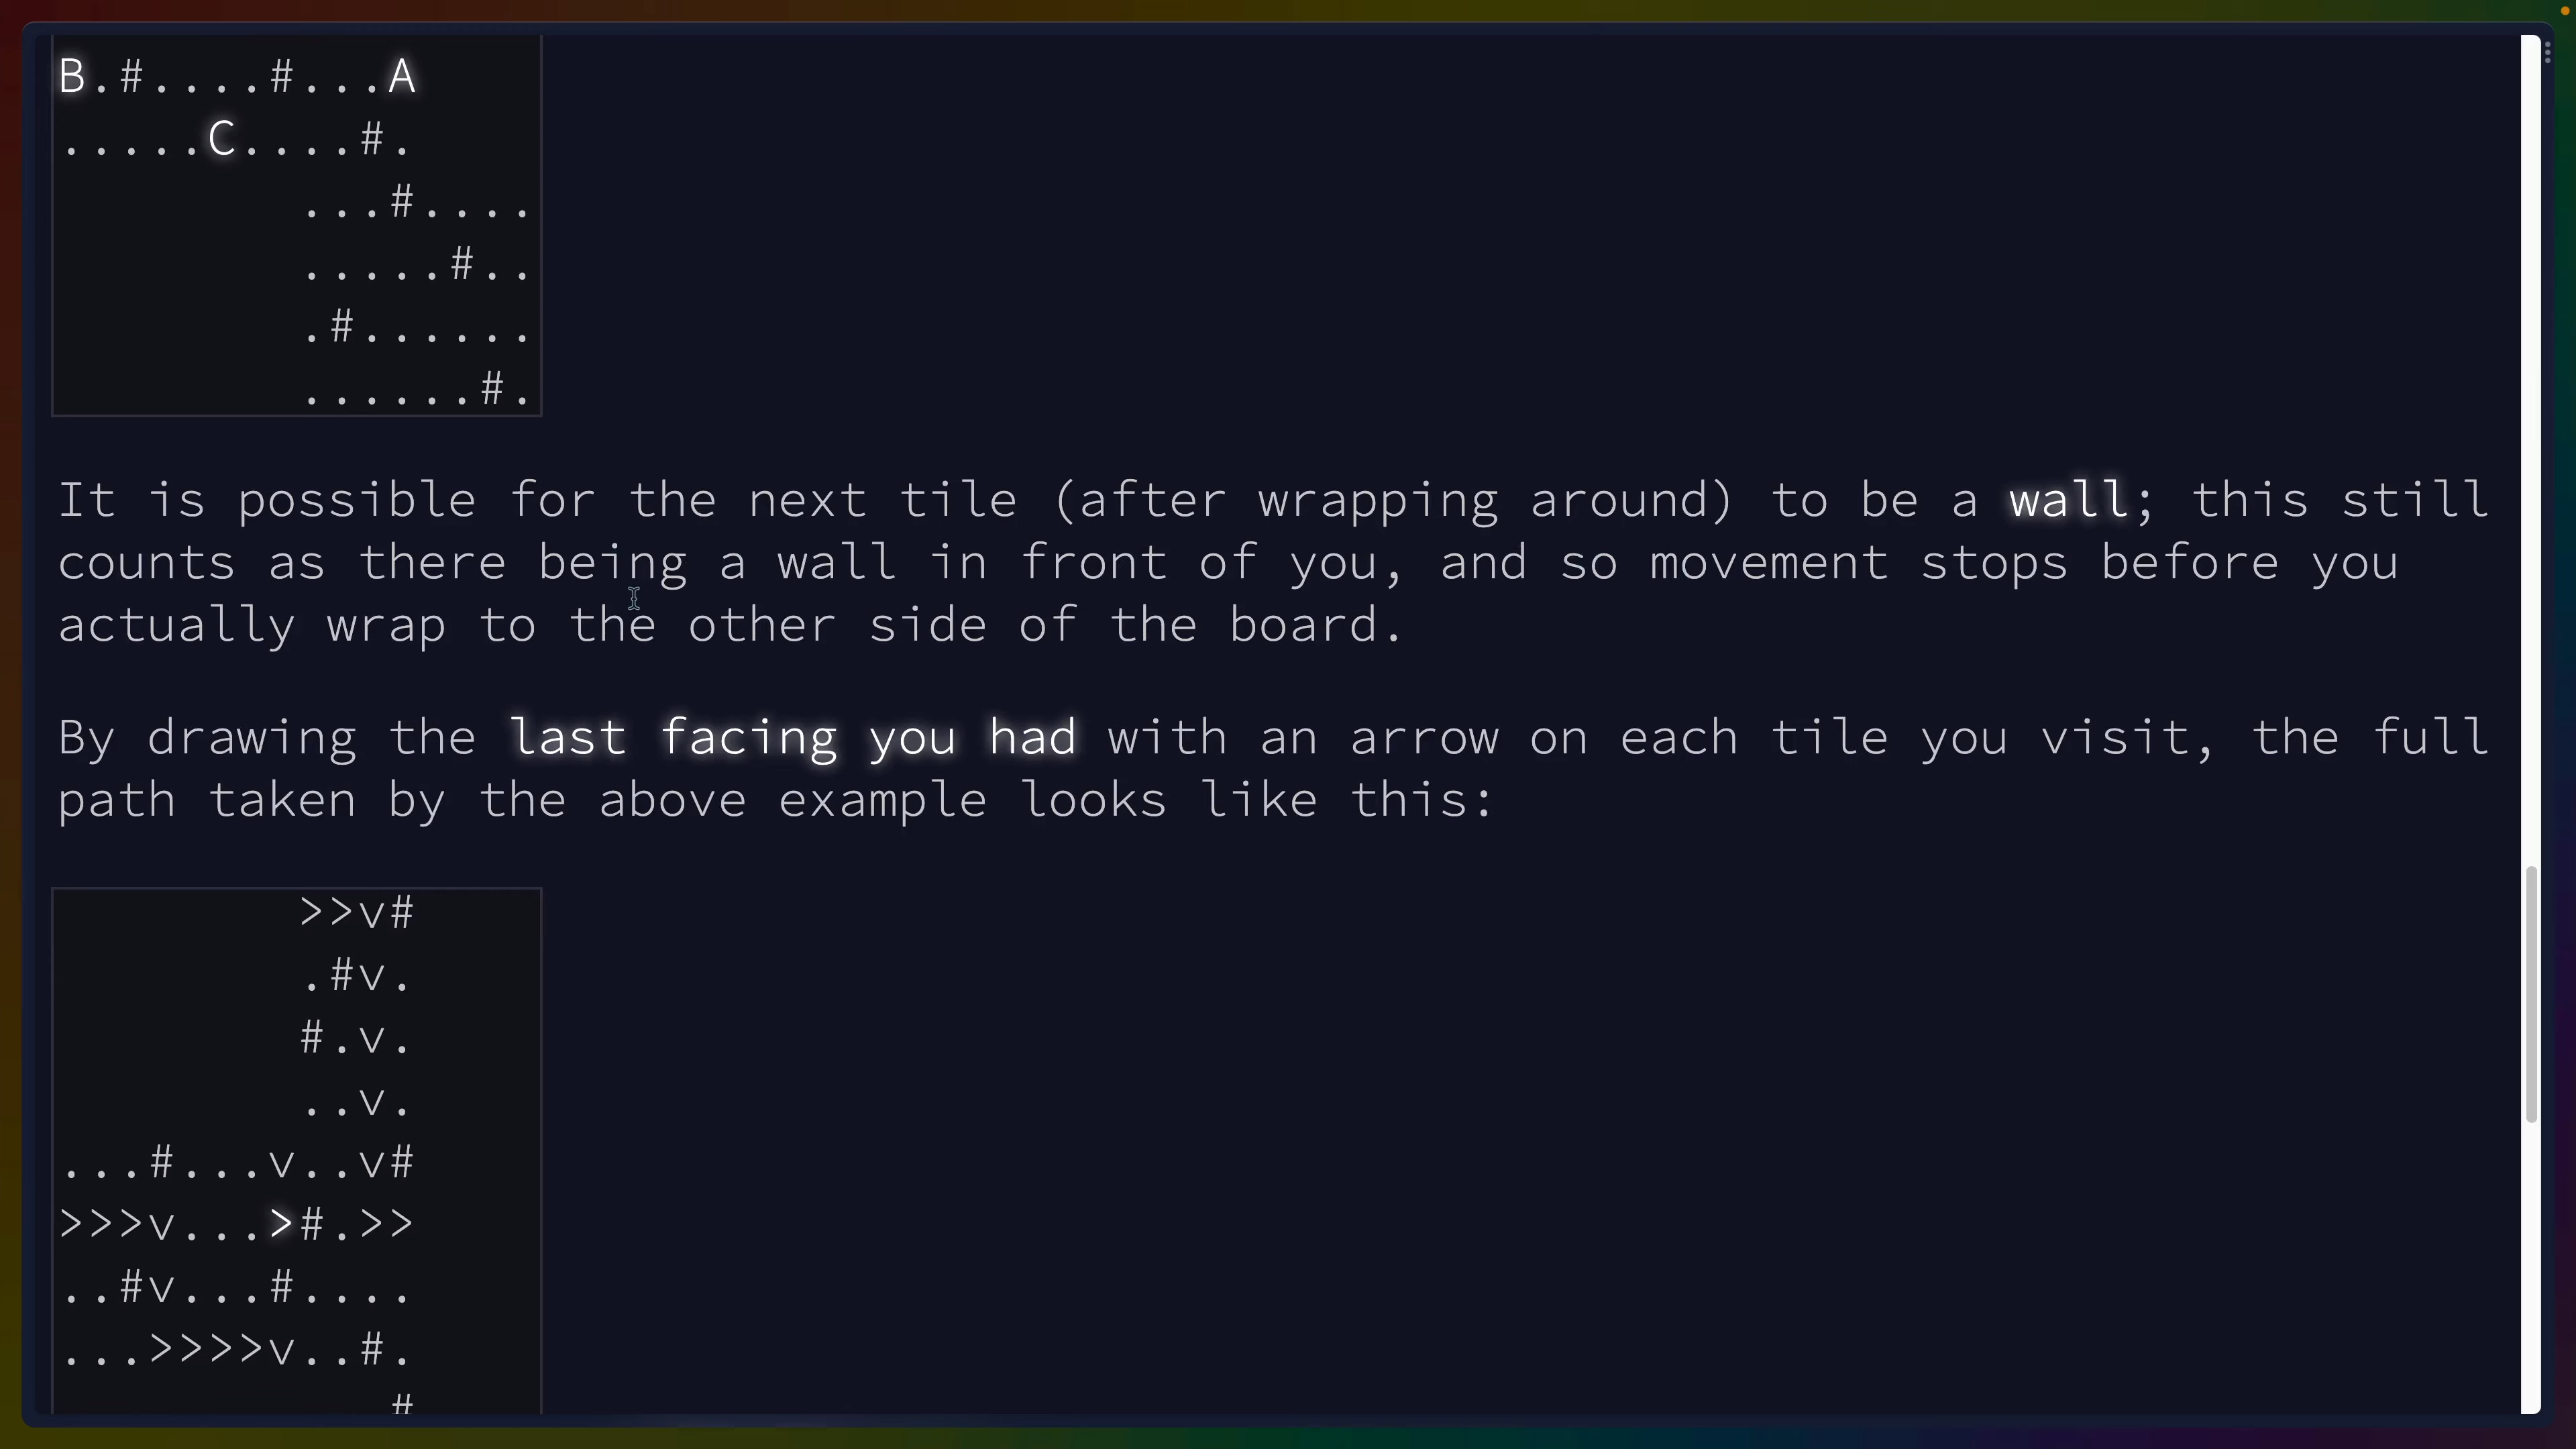 B.#....#...A
.....C....#.
        ...#....
        .....#..
        .#......
        ......#.
It is possible for the next tile (after wrapping around) to be a wall; this still
counts as there being a wall in front of you, and so movement stops before you
actually wrap to the other side of the board.
By drawing the last facing you had with an arrow on each tile you visit, the full
path taken by the above example looks like this:
        >>v#
        .#v.
        #.v.
        ..v.
...#...v..v#
>>>v...>#.>>
..#v...#....
...>>>>v..#.
           #